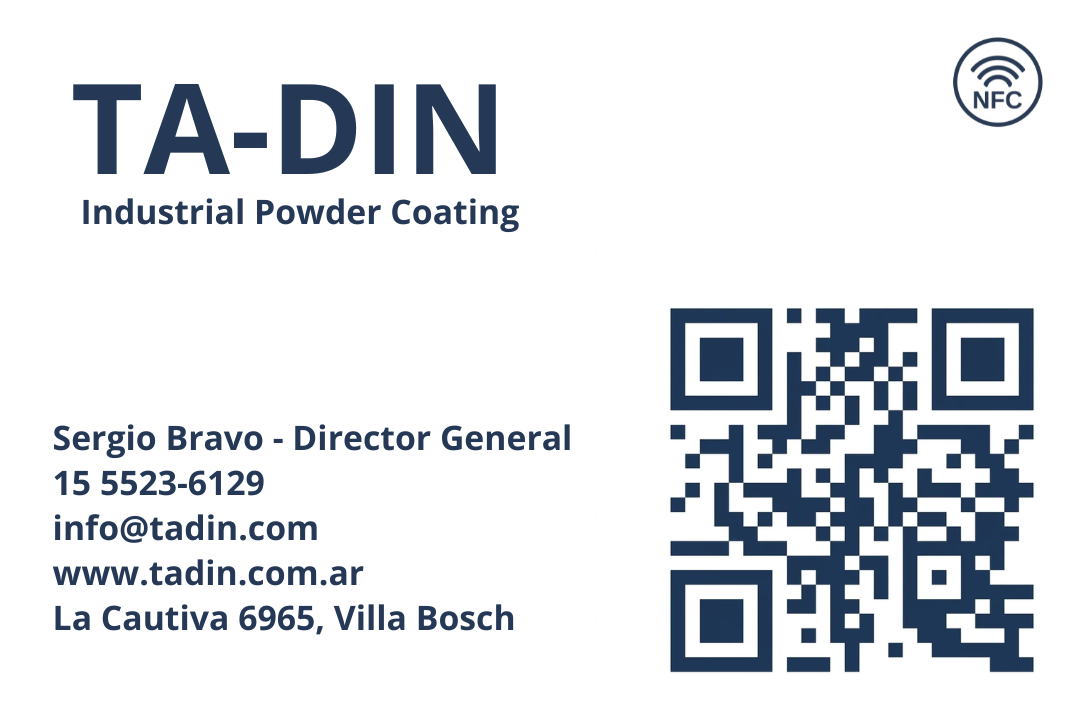 TA-DIN
Industrial Powder Coating
NFC
Sergio Bravo - Director General
15 5523-6129
info@tadin.com
www.tadin.com.ar
La Cautiva 6965, Villa Bosch